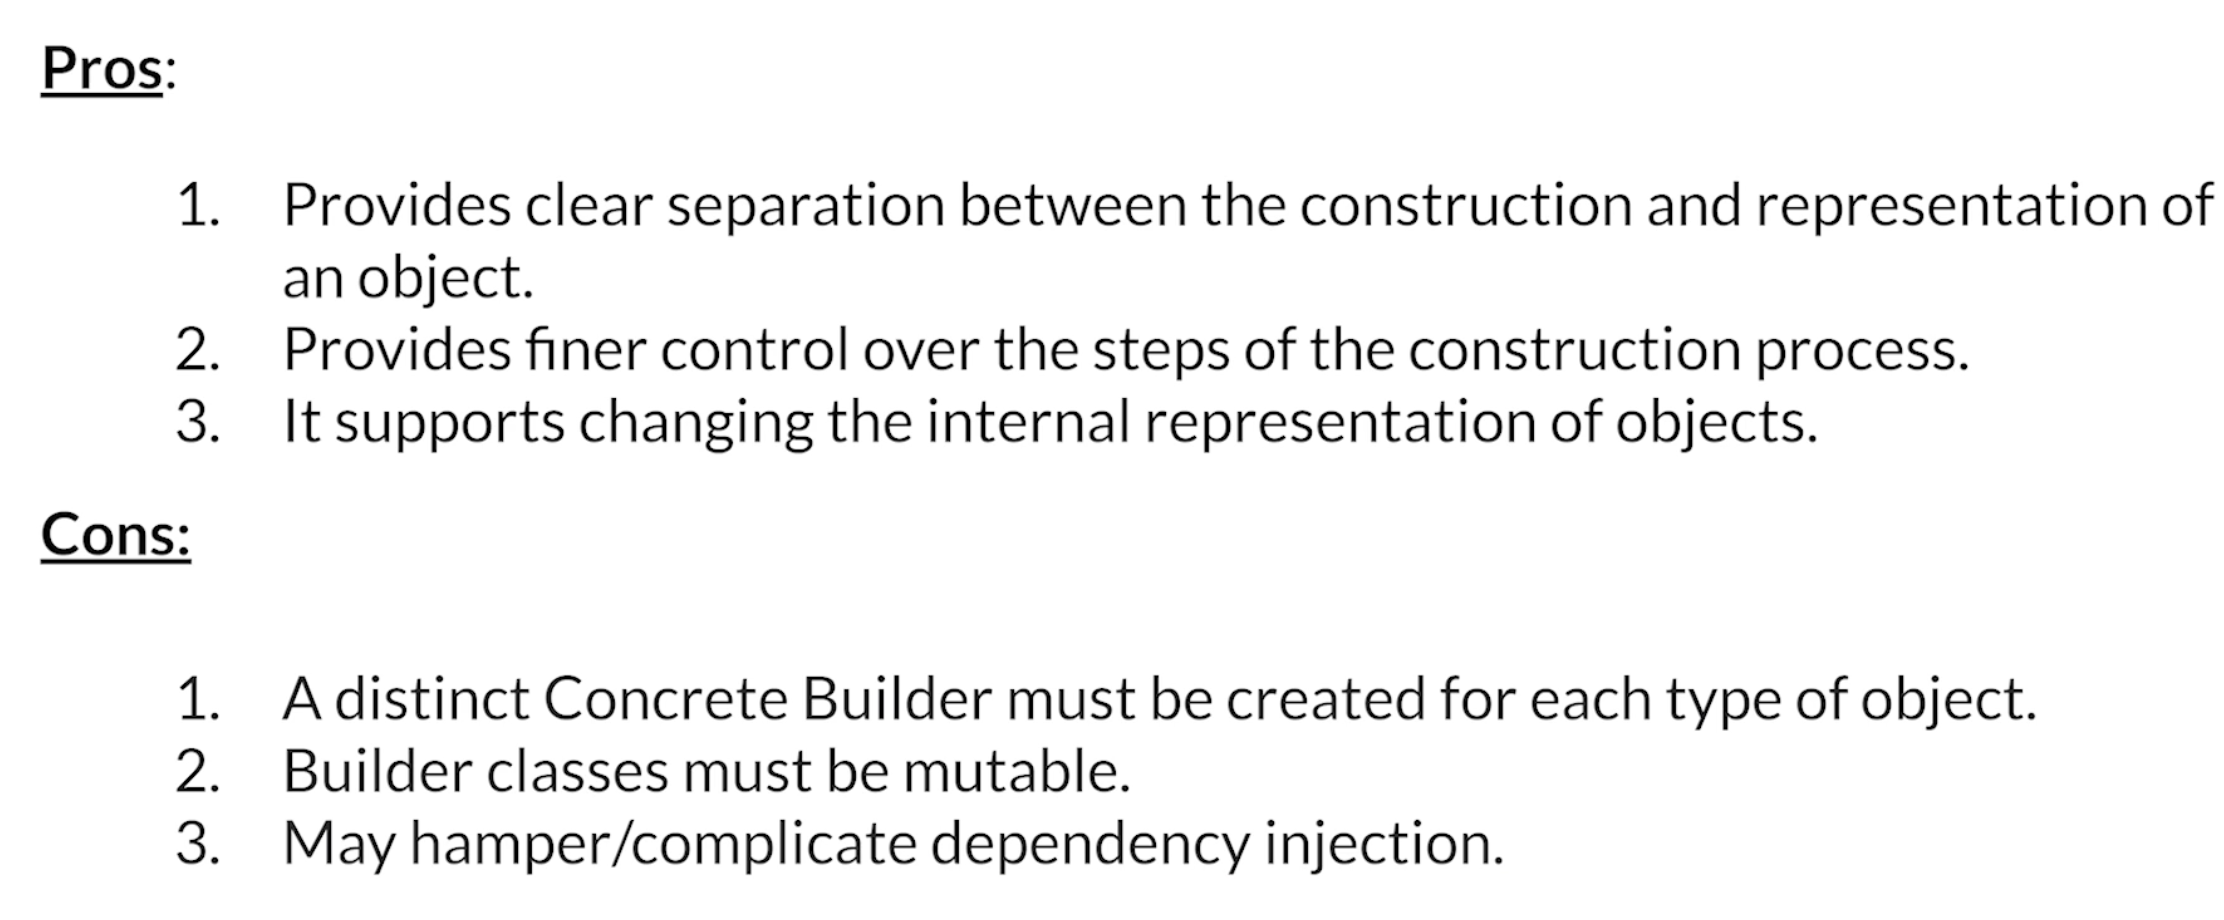 Pros:
1. Provides clear separation between the construction and representation of
an object.
2. Provides finer control over the steps of the construction process.
3. It supports changing the internal representation of objects.
Cons:
1. A distinct Concrete Builder must be created for each type of object.
2. Builder classes must be mutable.
3. May hamper/complicate dependency injection.